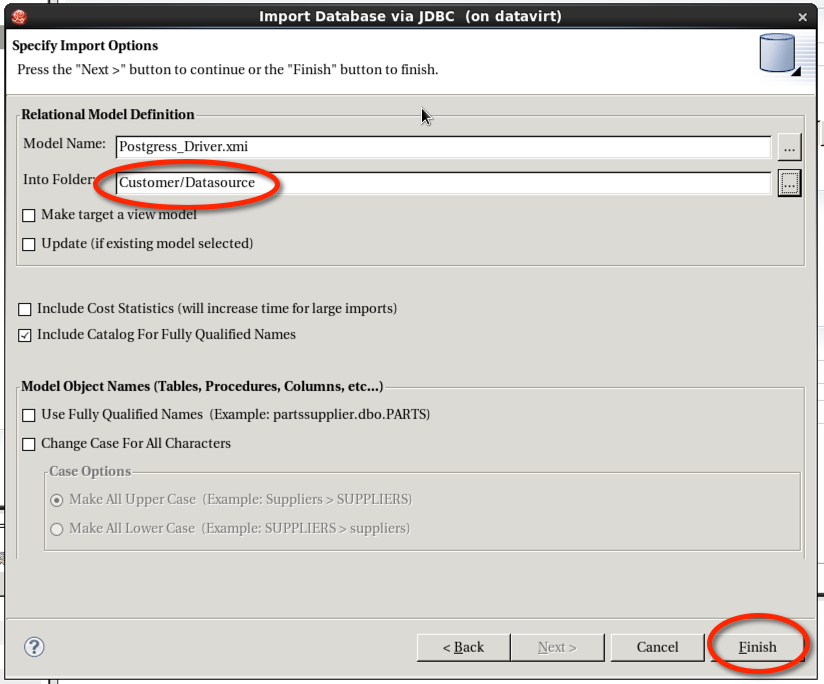 Import Database via JDBC (on datavirt)
Specify Import Options
Press the "Next >" button to continue or the "Finish" button to finish.
Relational Model Definition
Model Name: Postgress_Driver.xmi ...
Into Folder: Customer/Datasource ...
Make target a view model
Update (if existing model selected)
Include Cost Statistics (will increase time for large imports)
Include Catalog For Fully Qualified Names
Model Object Names (Tables, Procedures, Columns, etc...)
Use Fully Qualified Names (Example: partssupplier.dbo.PARTS)
Change Case For All Characters
Case Options
Make All Upper Case (Example: Suppliers > SUPPLIERS)
Make All Lower Case (Example: SUPPLIERS > suppliers)
? < Back Next > Cancel Finish